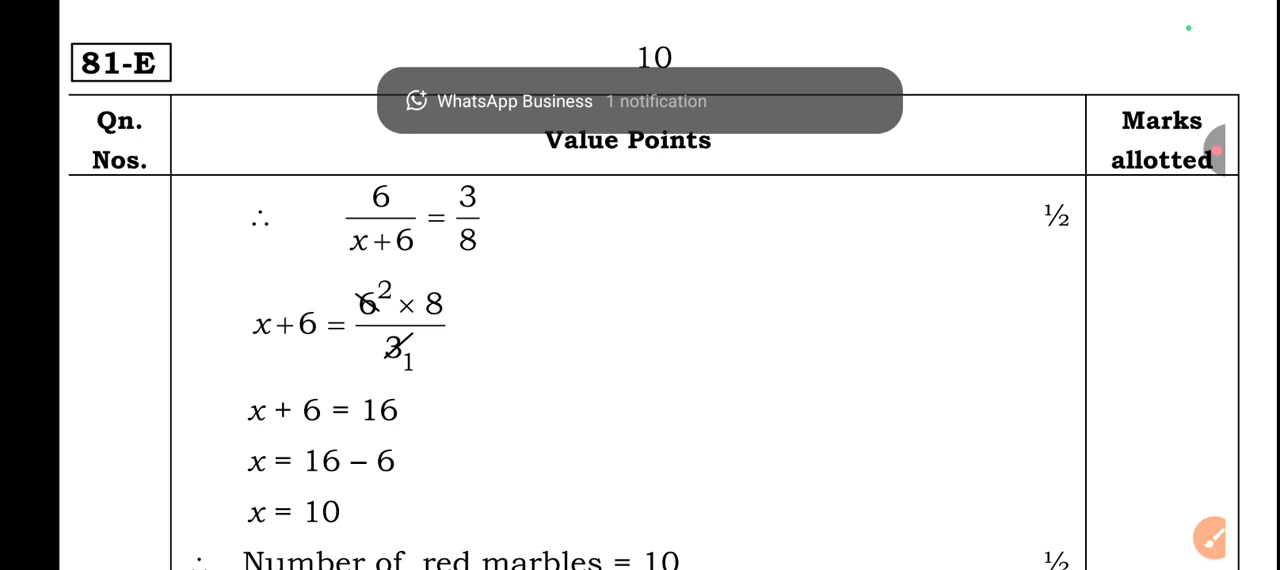 81-E
10
WhatsApp Business 1 notification
Qn. Nos.
Value Points
Marks allotted
∴ 6/(x+6) = 3/8 ½
x+6 = 6² × 8 / 3₁
x + 6 = 16
x = 16 – 6
x = 10
∴ Number of red marbles = 10 ½